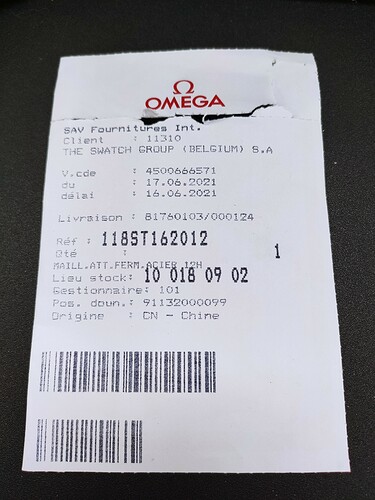 Ω
OMEGA
SAV Fournitures Int.
Client : 11310
THE SWATCH GROUP (BELGIUM) S.A
V.cde : 4500666571
du : 17.06.2021
délai : 16.06.2021
Livraison : 81760103/000124
Réf : 118ST162012
Qté : 1
MAILL.ATT.FERM.ACIER 12H
Lieu stock: 10 018 09 02
Gestionnaire: 101
Pos. doun.: 91132000099
Origine : CN - Chine